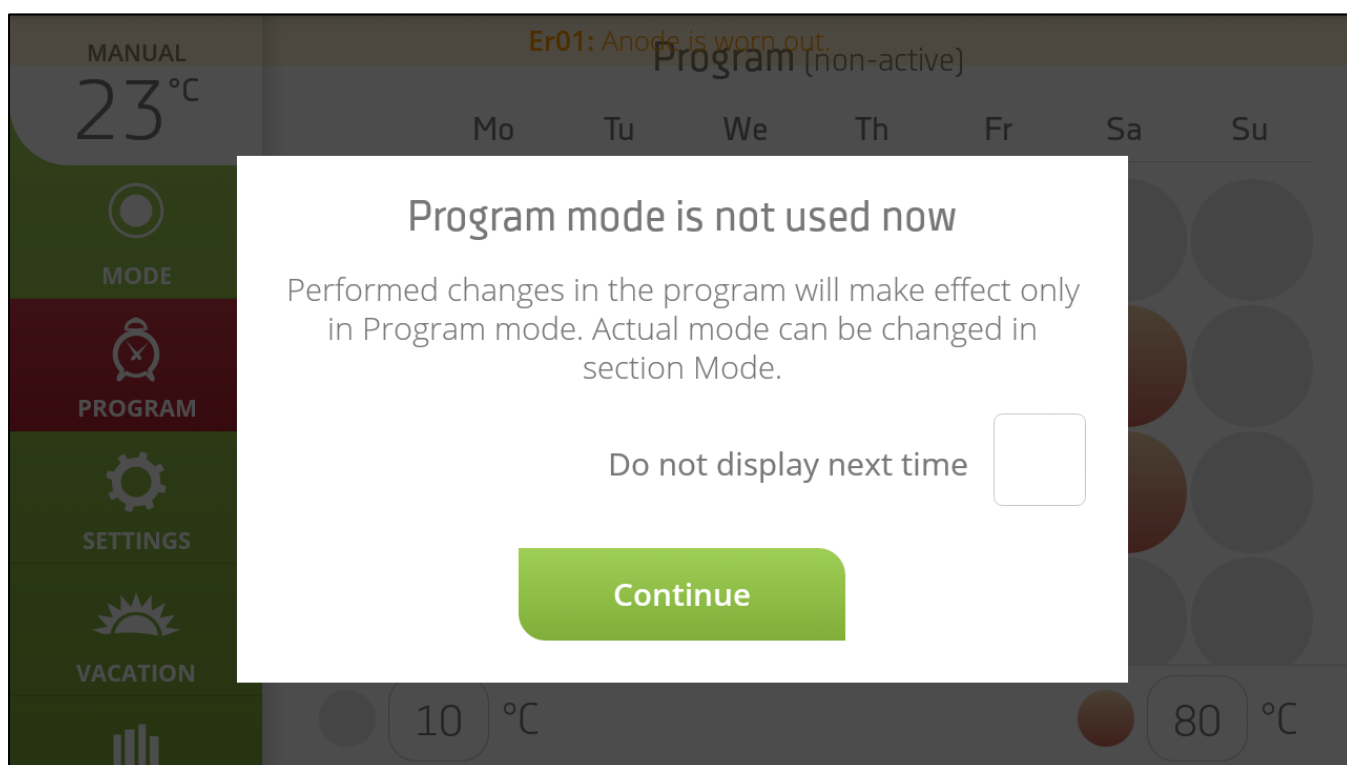 MANUAL
23 °C
Er01: Anode is worn out.
Program (non-active)
Mo Tu We Th Fr Sa Su
MODE
PROGRAM
SETTINGS
VACATION
Program mode is not used now
Performed changes in the program will make effect only
in Program mode. Actual mode can be changed in
section Mode.
Do not display next time
Continue
10 °C
80 °C